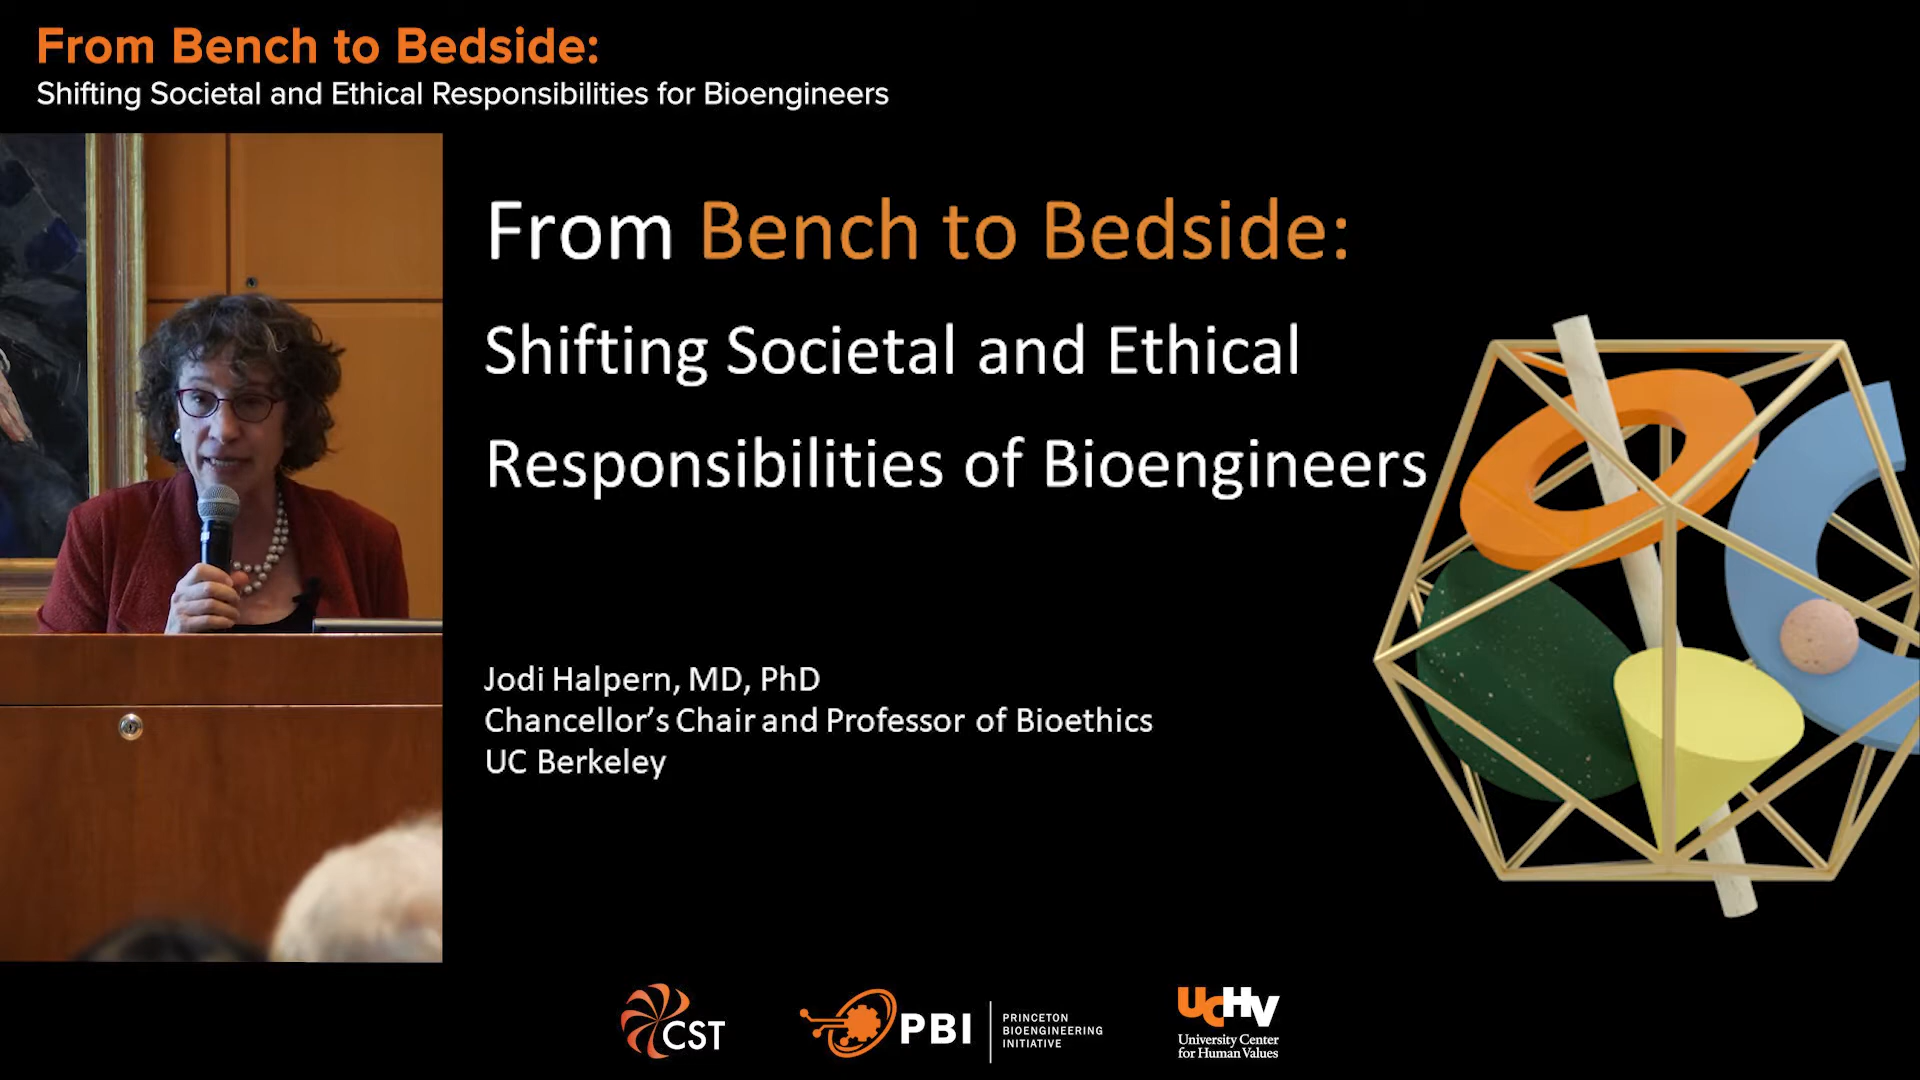 From Bench to Bedside:
Shifting Societal and Ethical Responsibilities for Bioengineers
From Bench to Bedside:
Shifting Societal and Ethical
Responsibilities of Bioengineers
Jodi Halpern, MD, PhD
Chancellor's Chair and Professor of Bioethics
UC Berkeley
CST
PBI
PRINCETON
BIOENGINEERING
INITIATIVE
UCHV
University Center
for Human Values